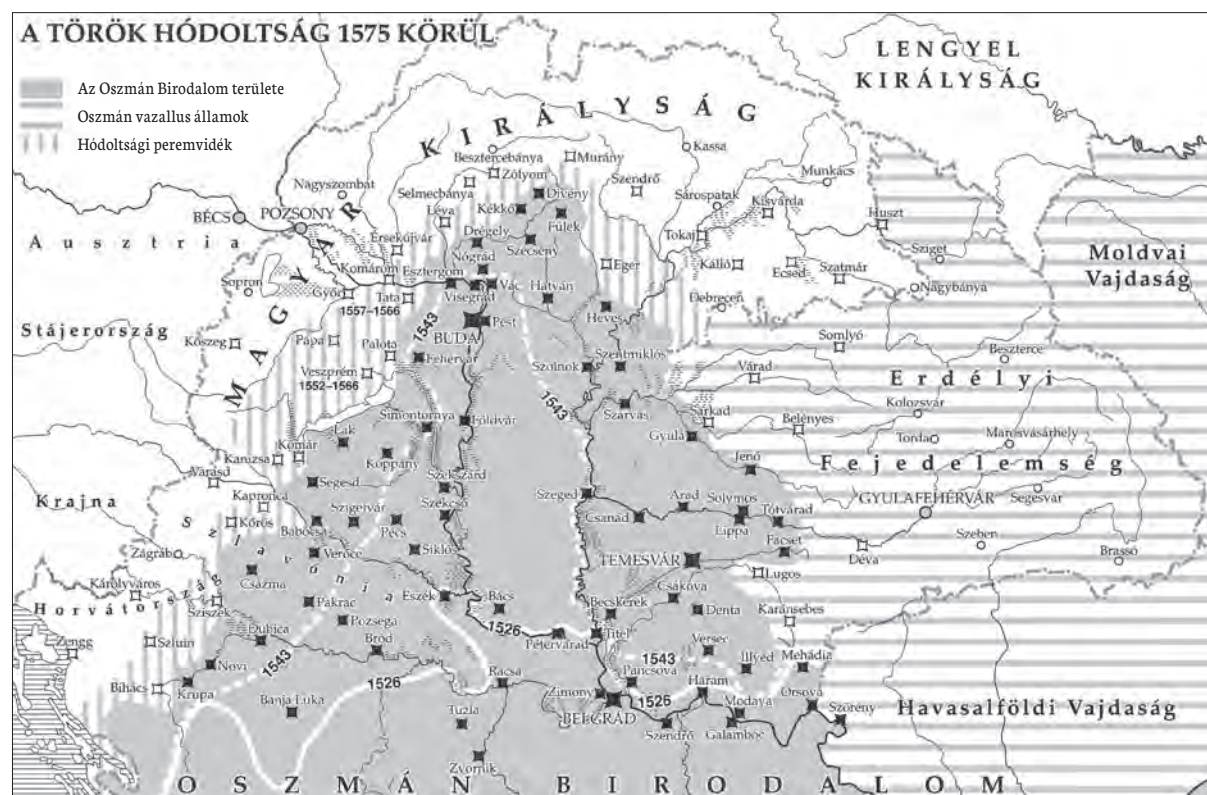 A TÖRÖK HÓDOLTSÁG 1575 KÖRÜL
Az Oszmán Birodalom területe
Oszmán vazallus államok
Hódoltsági peremvidék
LENGYEL
KIRÁLYSÁG
MAGYAR
KIRÁLYSÁG
Besztercebánya
Murány
Kassa
Zólyom
Selmecbánya
Szendrő
Munkács
Nagyszombat
Divény
Sárospatak
Kisvárda
BÉCS
POZSONY
Léva
Kékkő
Fülek
Huszt
Ausztria
Érsekújvár
Drégely
Szécsény
Tokaj
Moldvai
Vajdaság
Nógrád
Eger
Kálló
Ecsed
Szatmár
Sziget
Sopron
Komárom
Esztergom
Győr
Tata
Visegrád
Vác
Hatvan
Debrecen
Nagybánya
1557–1566
Stájerország
1543
BUDA
Pest
Heves
Kőszeg
Pápa
Palota
Fehérvár
Somlyó
Beszterce
Veszprém
1552–1566
Szolnok
Szentmiklós
Várad
Erdélyi
1543
Simontornya
Földvár
Szarvas
Sarkad
Kolozsvár
Lak
Gyula
Belényes
Torda
Marosvásárhely
Komár
Kanizsa
Koppány
Varasd
Jenő
Fejedelemség
Segesd
Szekszárd
Krajna
Kapronca
Szeged
Arad
Solymos
GYULAFEHÉRVÁR
Segesvár
Szigetvár
Szekcső
Csanád
Tótvárad
Kőrös
Babócsa
Pécs
Lippa
Szlavónia
Zágráb
Verőce
Siklós
TEMESVÁR
Facset
Déva
Szeben
Brassó
Csazma
Lugos
Károlyváros
Csákova
Horvátország
Sziszek
Pakrac
Eszék
Bács
Becskerek
Denta
Karánsebes
Pozsega
1526
Zengg
Szluin
Dubica
Bród
Pétervárad
Titel
Versec
1543
Illyed
Mehádia
Novi
1543
Pancsova
Bihács
Krupa
1526
Racsa
Zimony
Haram
Orsova
Banja Luka
1526
Modava
Szörény
Havasalföldi Vajdaság
BELGRÁD
Tuzla
Szendrő
Galambóc
Zvornik
OSZMÁN BIRODALOM